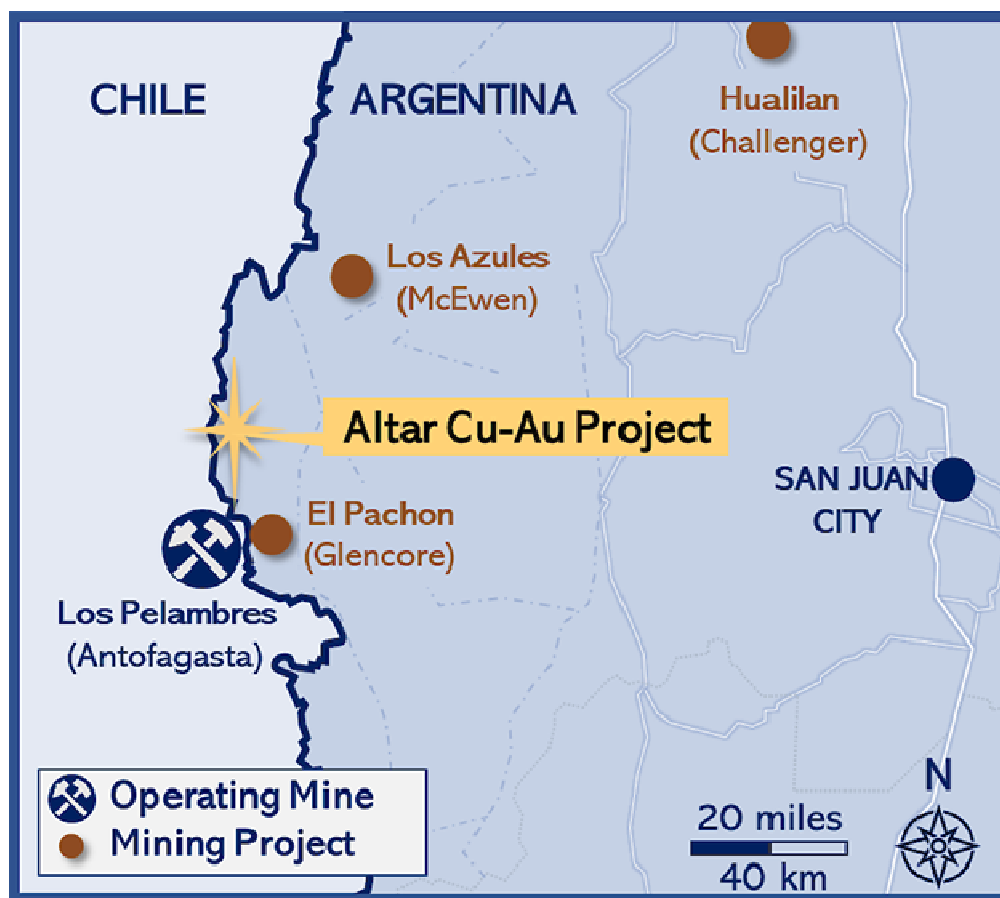 CHILE
ARGENTINA
Hualilan
(Challenger)
Los Azules
(McEwen)
Altar Cu-Au Project
SAN JUAN
CITY
El Pachon
(Glencore)
Los Pelambres
(Antofagasta)
Operating Mine
Mining Project
20 miles
40 km
N